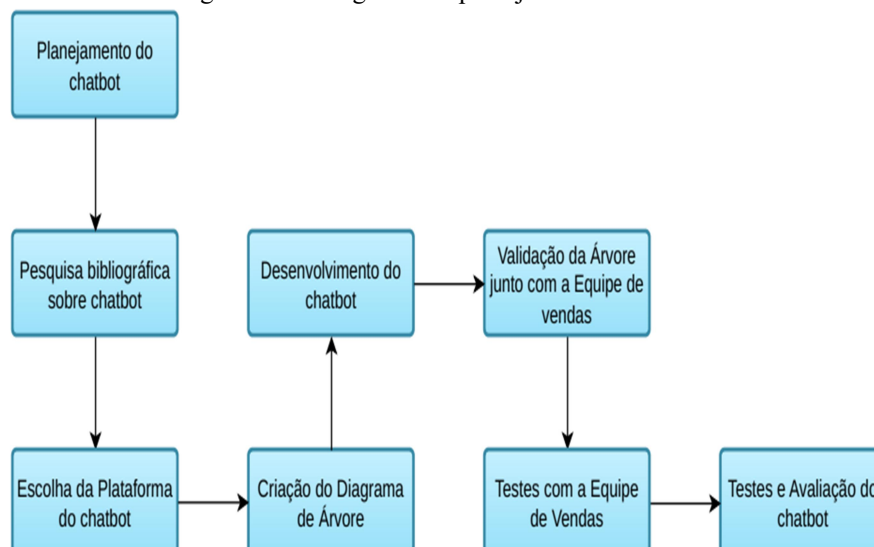 Planejamento do
chatbot
Pesquisa bibliográfica
sobre chatbot
Escolha da Plataforma
do chatbot
Criação do Diagrama
de Árvore
Desenvolvimento do
chatbot
Validação da Árvore
junto com a Equipe de
vendas
Testes com a Equipe
de Vendas
Testes e Avaliação do
chatbot